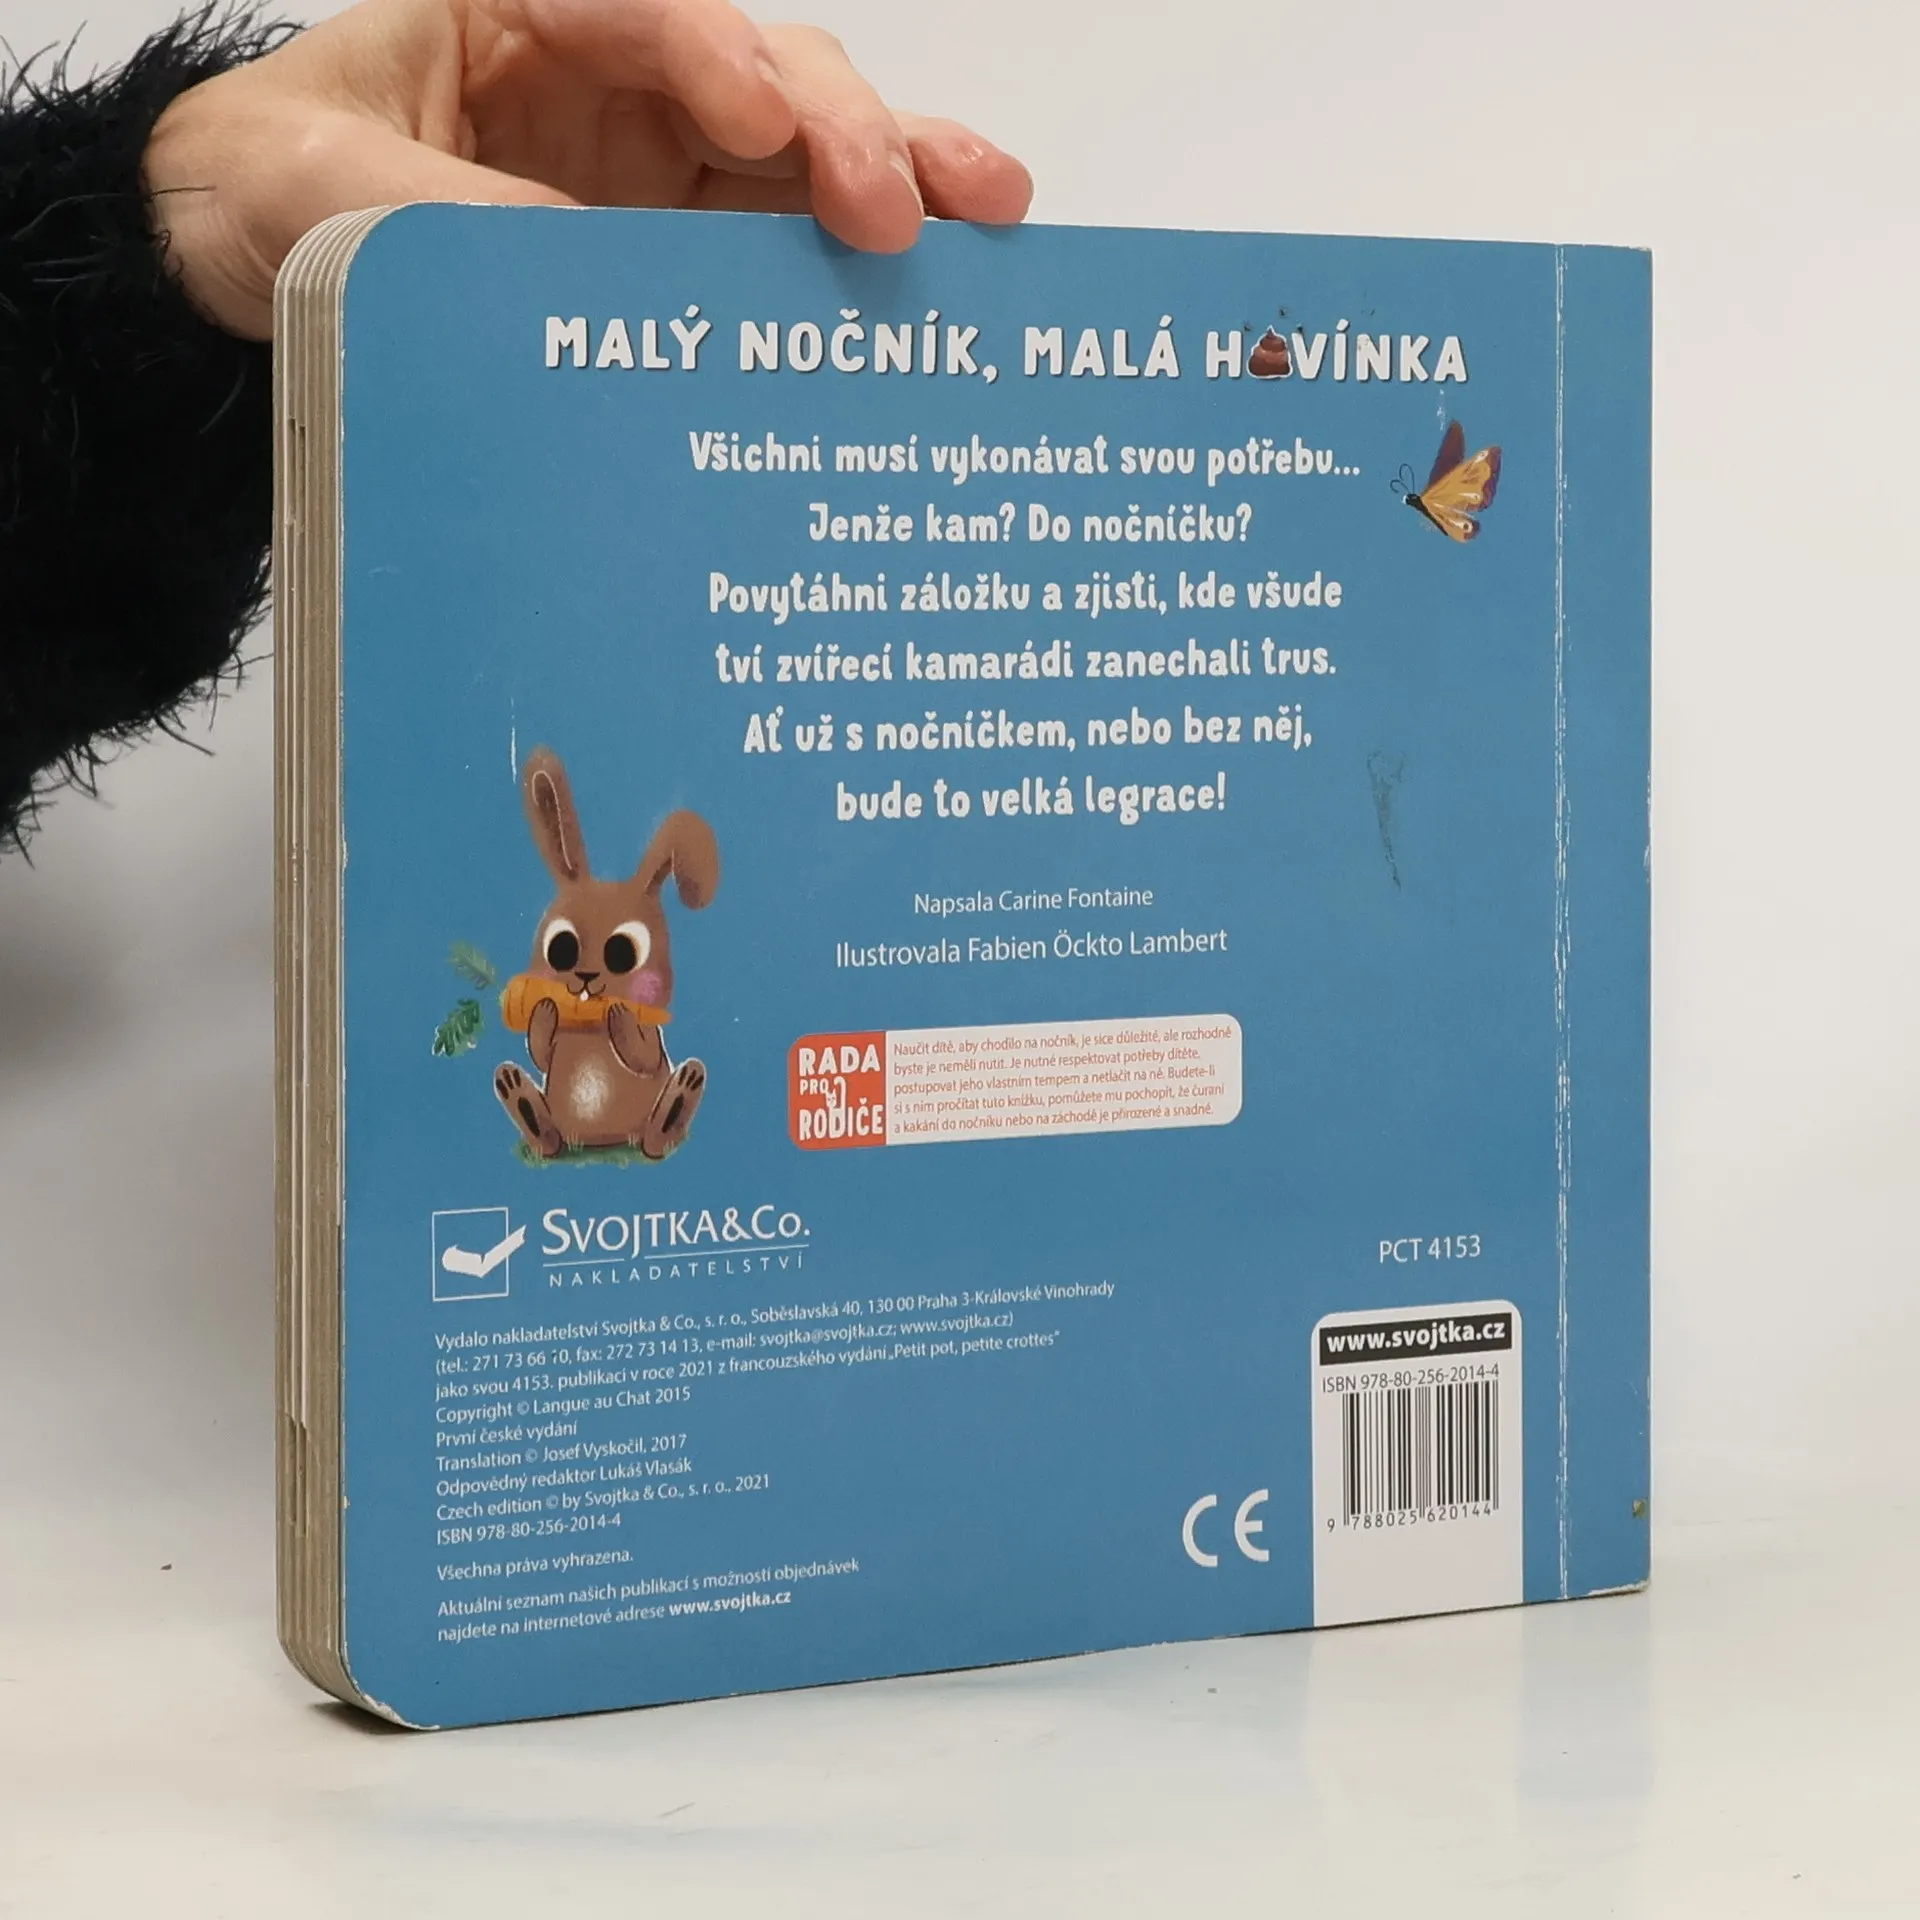 MALÝ NOČNÍK, MALÁ HOVÍNKA
Všichni musí vykonávat svou potřebu...
Jenže kam? Do nočníčku?
Povytáhni záložku a zjisti, kde všude
tví zvířecí kamarádi zanechali trus.
Ať už s nočníčkem, nebo bez něj,
bude to velká legrace!
Napsala Carine Fontaine
Ilustrovala Fabien Öckto Lambert
RADA
PRO
RODIČE
Naučit dítě, aby chodilo na nočník, je sice důležité, ale rozhodně
byste je neměli nutit. Je nutné respektovat potřeby dítěte,
postupovat jeho vlastním tempem a netlačit na ně. Budete-li
si s ním pročítat tuto knížku, pomůžete mu pochopit, že čurání
a kakání do nočníku nebo na záchodě je přirozené a snadné.
SVOJTKA&CO.
NAKLADATELSTVÍ
Vydalo nakladatelství Svojtka & Co., s. r. o., Soběslavská 40, 130 00 Praha 3-Královské Vinohrady
(tel.: 271 73 66 10, fax: 272 73 14 13, e-mail: svojtka@svojtka.cz; www.svojtka.cz)
jako svou 4153. publikaci v roce 2021 z francouzského vydání „Petit pot, petite crottes"
Copyright © Langue au Chat 2015
První české vydání
Translation © Josef Vyskočil, 2017
Odpovědný redaktor Lukáš Vlasák
Czech edition © by Svojtka & Co., s. r. o., 2021
ISBN 978-80-256-2014-4
Všechna práva vyhrazena.
Aktuální seznam našich publikací s možností objednávek
najdete na internetové adrese www.svojtka.cz
PCT 4153
www.svojtka.cz
ISBN 978-80-256-2014-4
9 788025 620144
CE